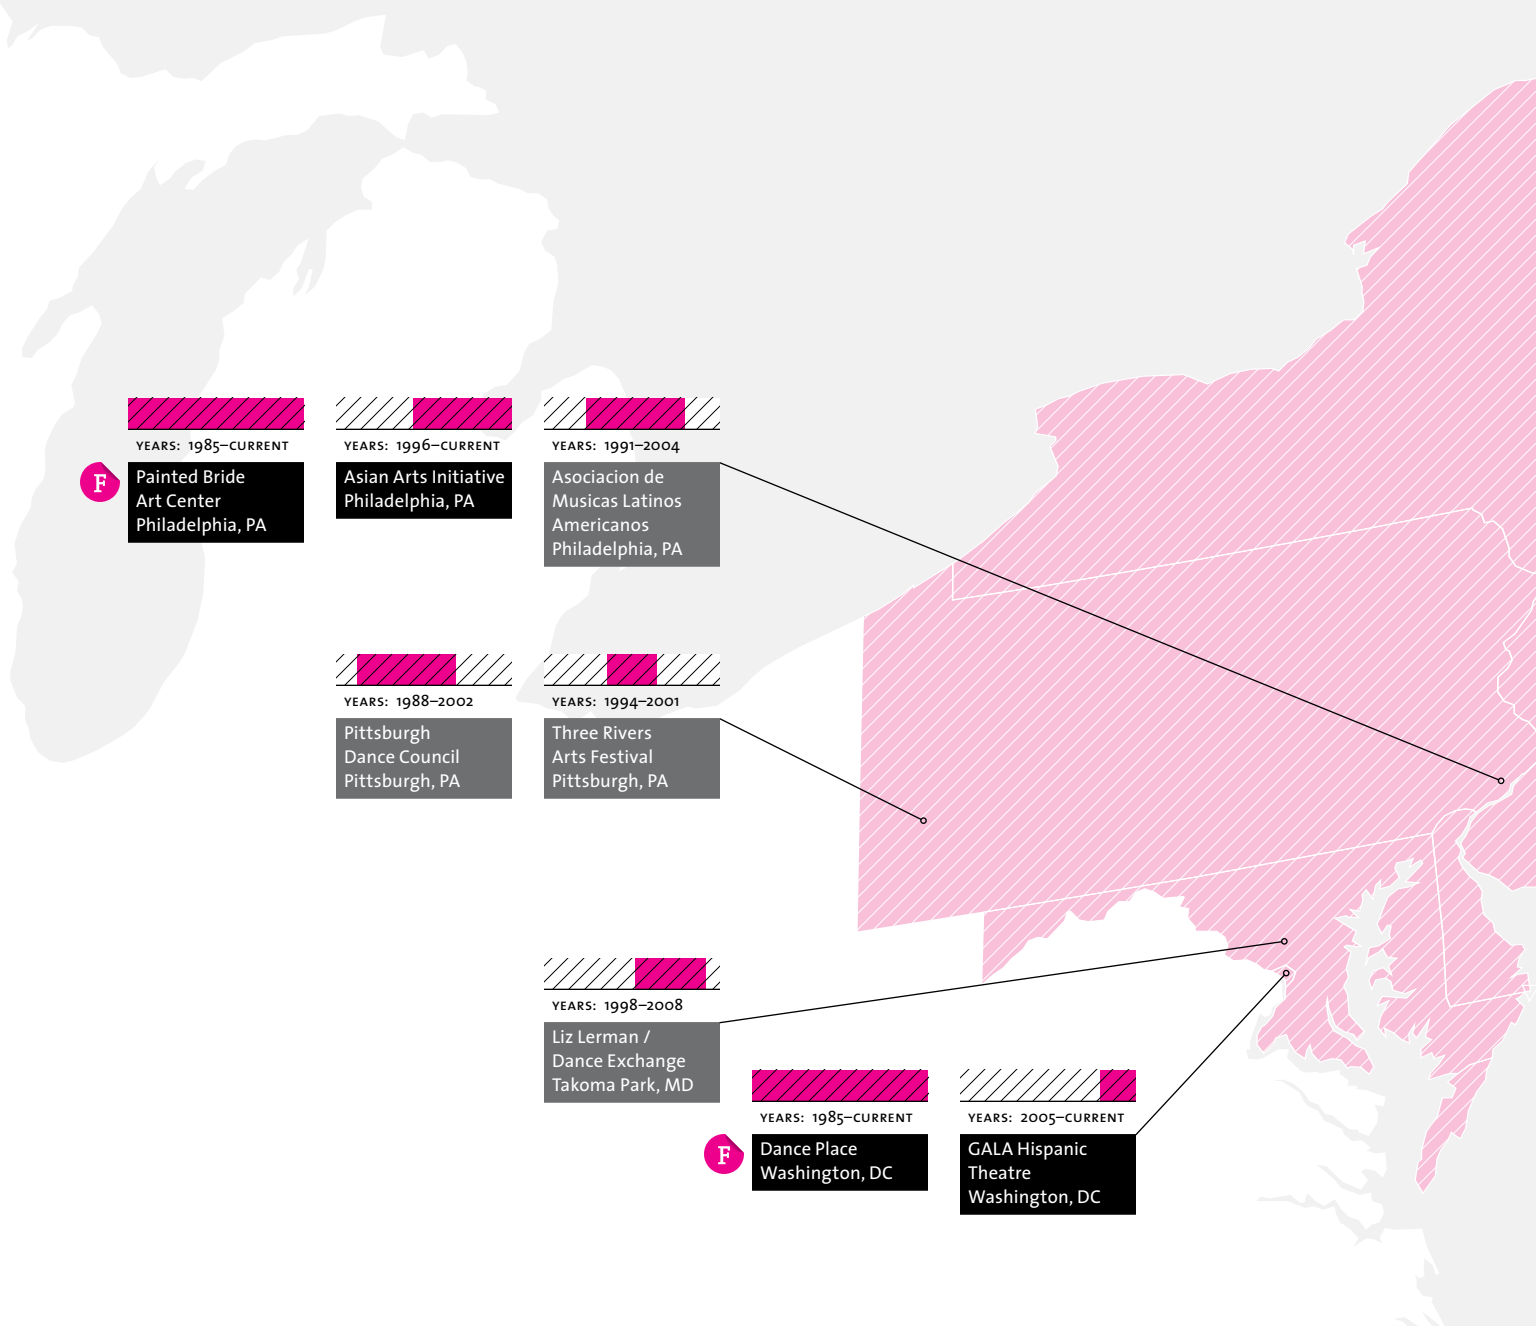 YEARS: 1985–CURRENT
F
Painted Bride
Art Center
Philadelphia, PA
YEARS: 1996–CURRENT
Asian Arts Initiative
Philadelphia, PA
YEARS: 1991–2004
Asociacion de
Musicas Latinos
Americanos
Philadelphia, PA
YEARS: 1988–2002
Pittsburgh
Dance Council
Pittsburgh, PA
YEARS: 1994–2001
Three Rivers
Arts Festival
Pittsburgh, PA
YEARS: 1998–2008
Liz Lerman /
Dance Exchange
Takoma Park, MD
YEARS: 1985–CURRENT
F
Dance Place
Washington, DC
YEARS: 2005–CURRENT
GALA Hispanic
Theatre
Washington, DC